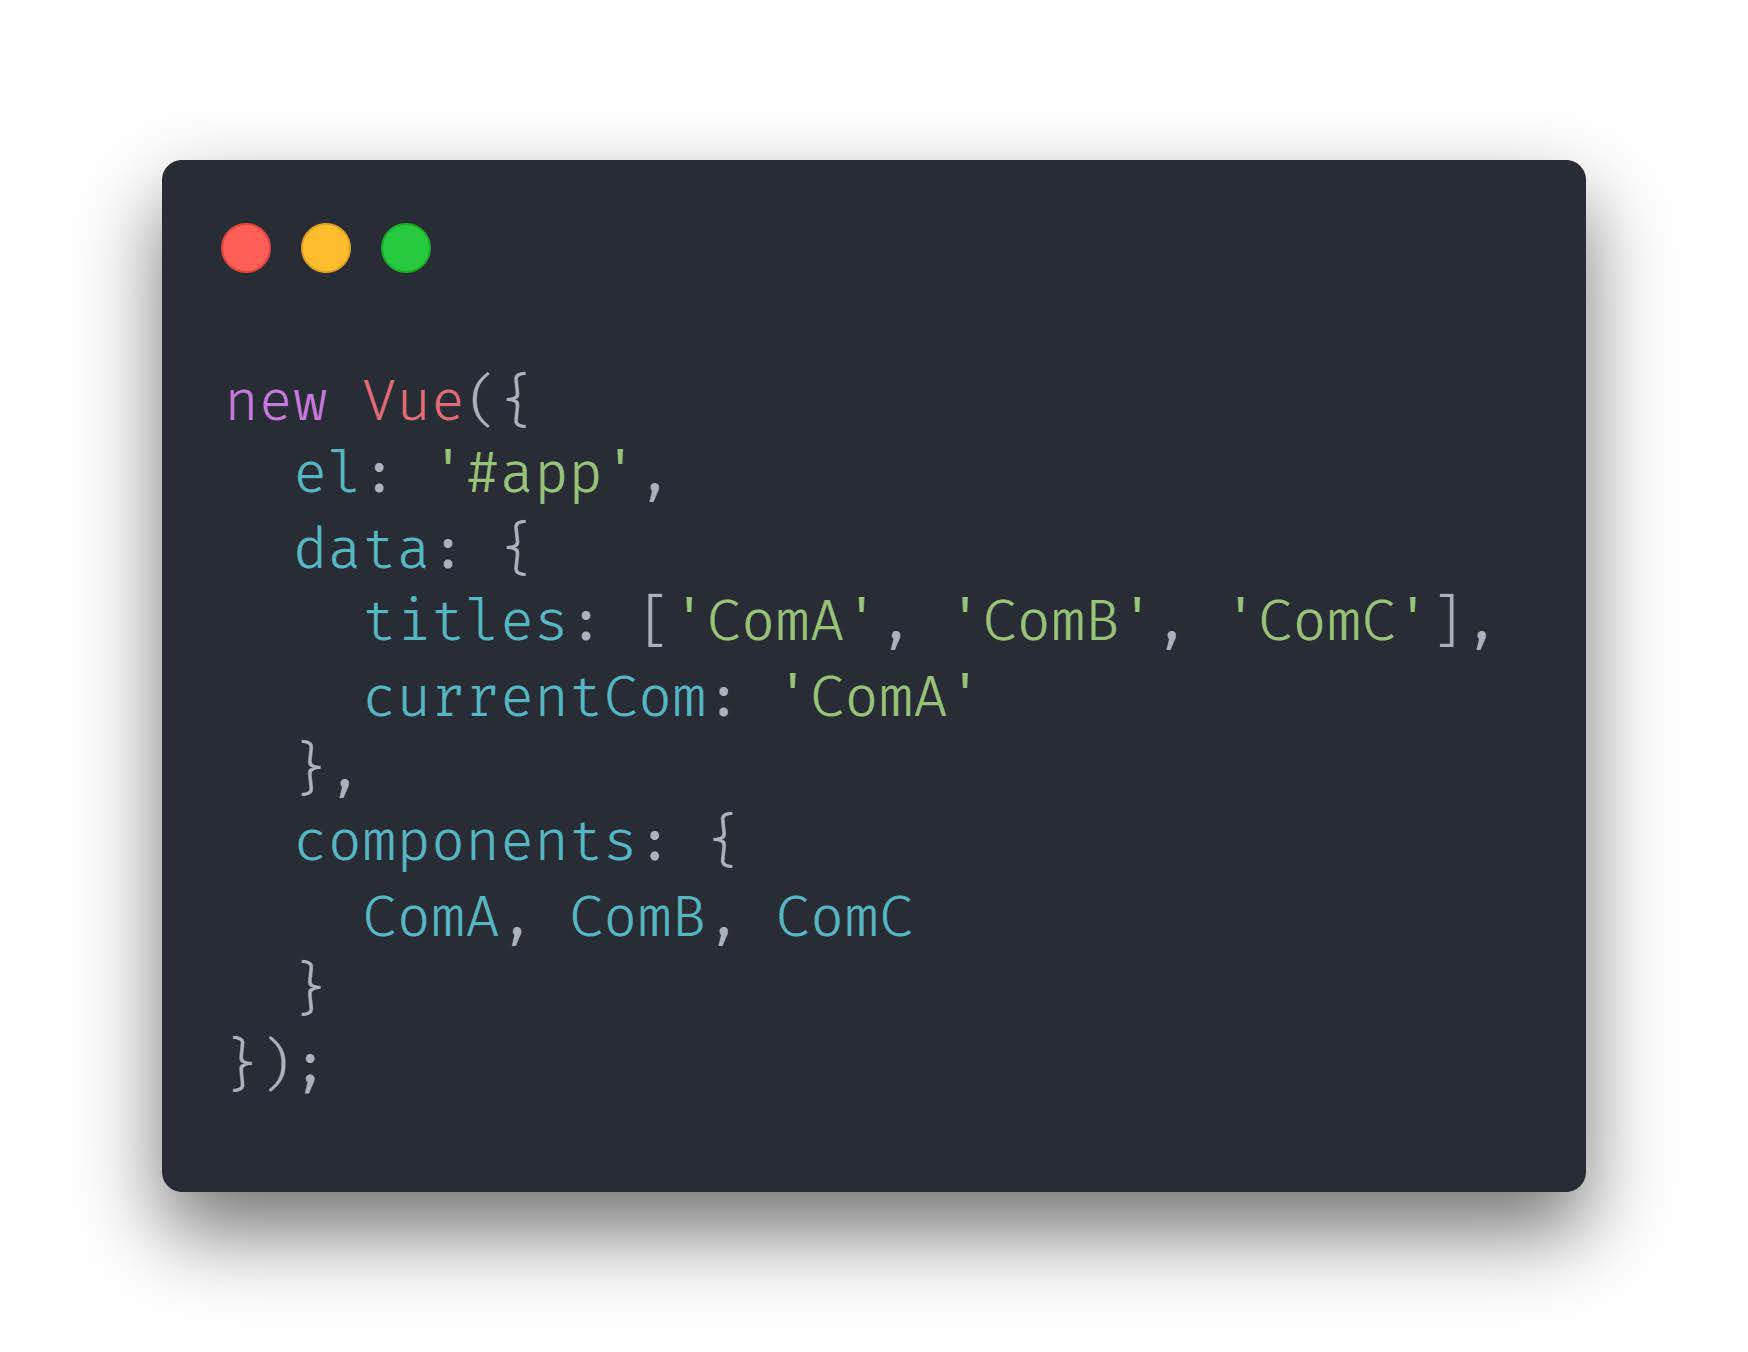 new Vue({
  el: '#app',
  data: {
    titles: ['ComA', 'ComB', 'ComC'],
    currentCom: 'ComA'
  },
  components: {
    ComA, ComB, ComC
  }
});